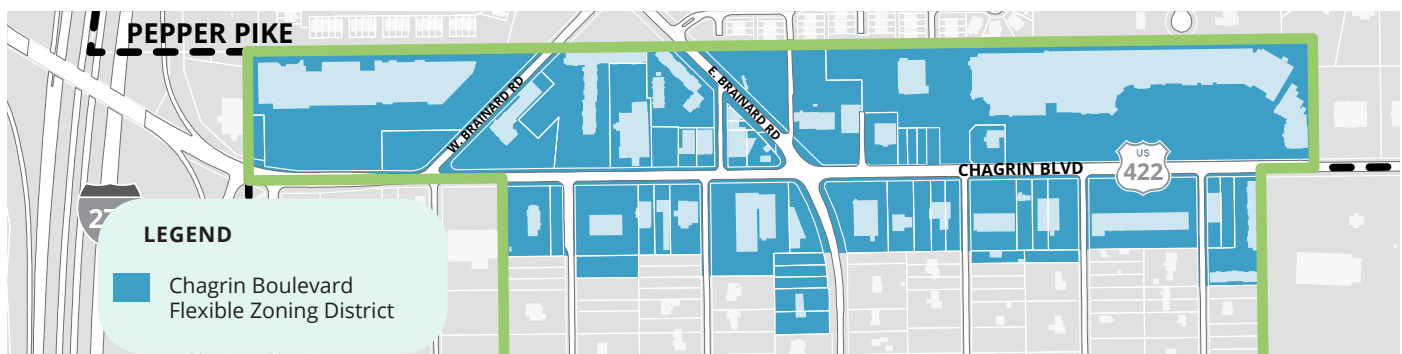 PEPPER PIKE
W. BRAINARD RD
E. BRAINARD RD
CHAGRIN BLVD
US
422
LEGEND
Chagrin Boulevard
Flexible Zoning District